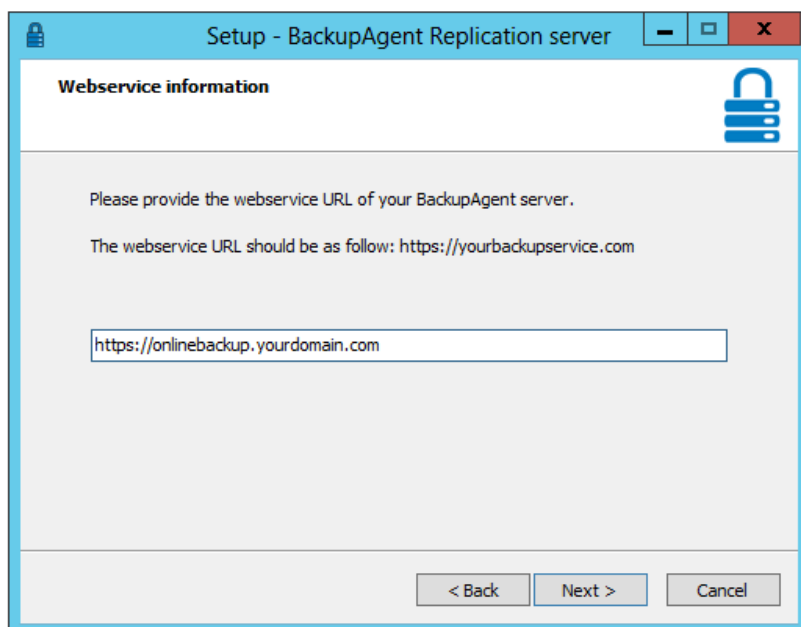 Setup - BackupAgent Replication server
Webservice information
Please provide the webservice URL of your BackupAgent server.
The webservice URL should be as follow: https://yourbackupservice.com
https://onlinebackup.yourdomain.com
< Back Next > Cancel